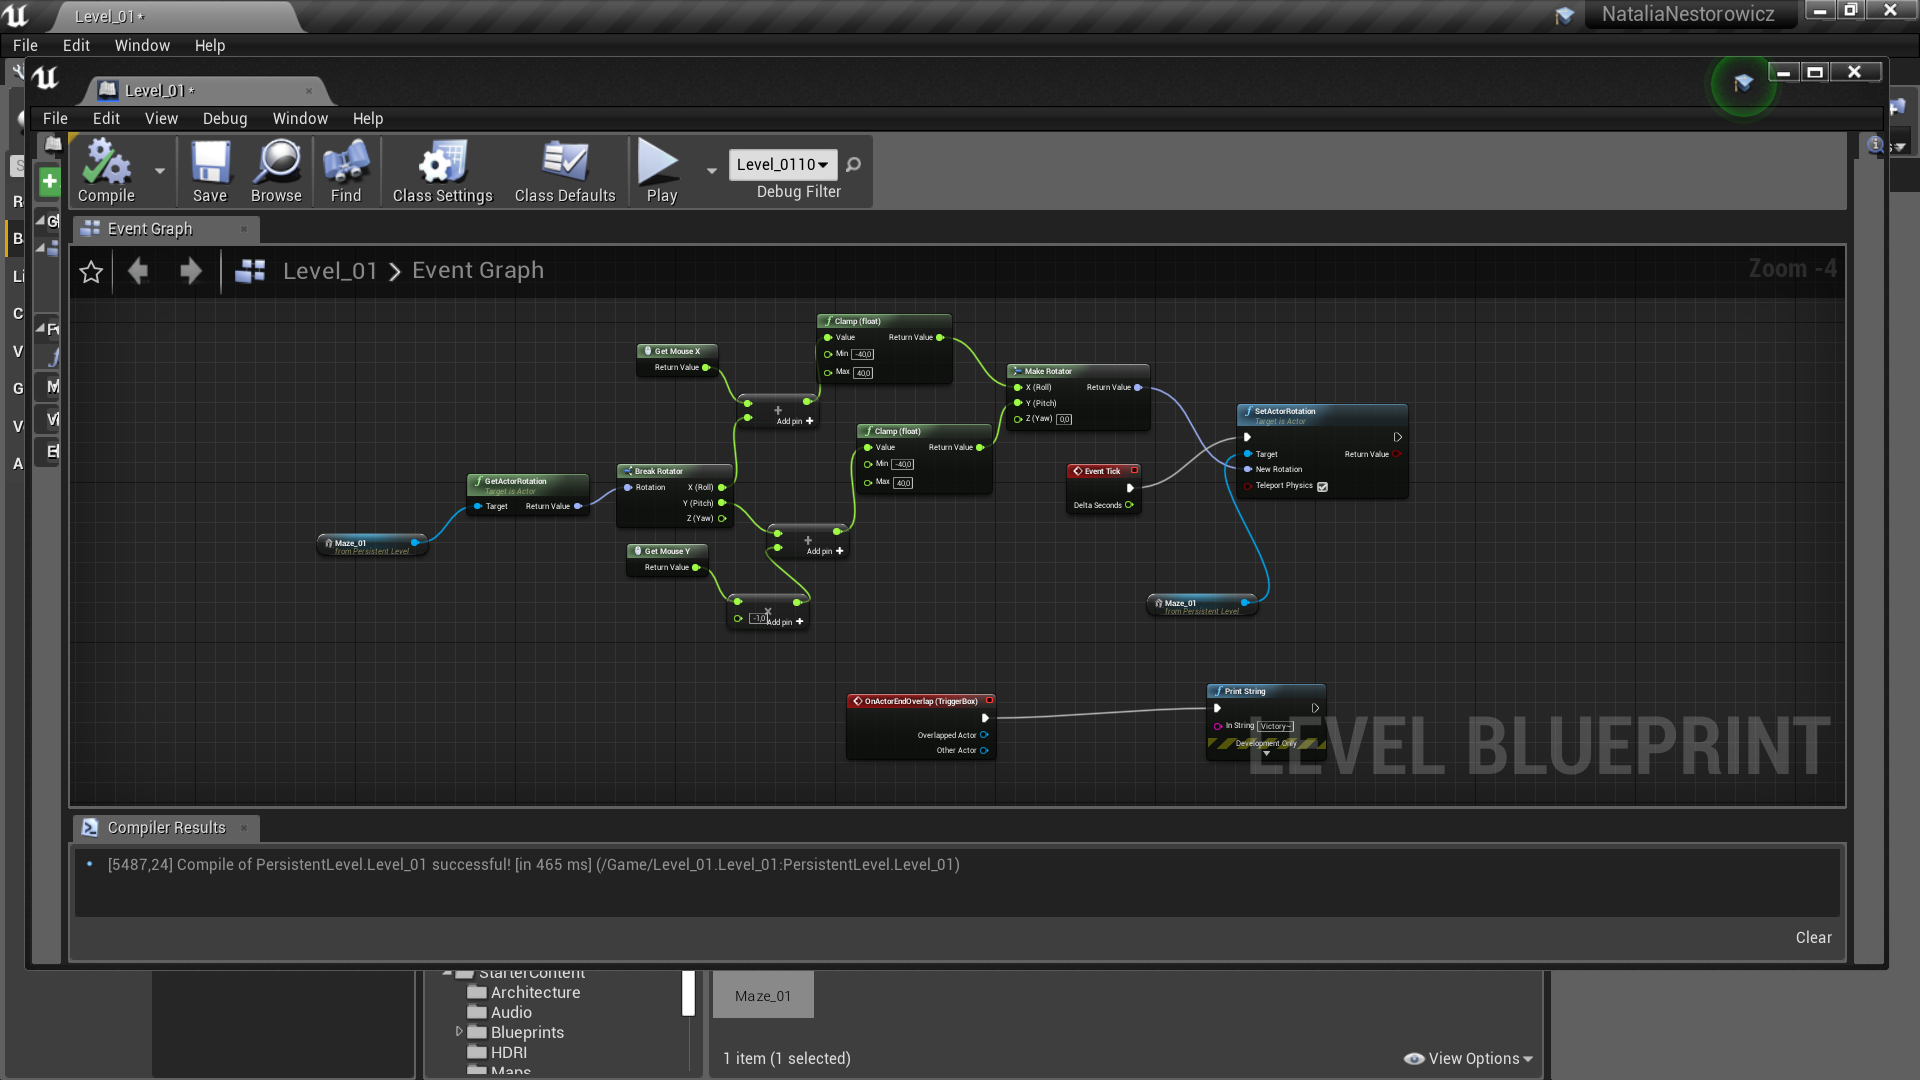 Level_01*
NataliaNestorowicz
File Edit Window Help
Level_01*
File Edit View Debug Window Help
Compile
Save
Browse
Find
Class Settings
Class Defaults
Play
Level_0110
Debug Filter
Event Graph
Level_01 > Event Graph
Zoom -4
Clamp (float)
Value Return Value
Min -40,0
Max 40,0
Get Mouse X
Return Value
Add pin
Make Rotator
X (Roll) Return Value
Y (Pitch)
Z (Yaw) 0,0
Clamp (float)
Value Return Value
Min -40,0
Max 40,0
SetActorRotation
Target is Actor
Target Return Value
New Rotation
Teleport Physics
Event Tick
Delta Seconds
Break Rotator
Rotation X (Roll)
Y (Pitch)
Z (Yaw)
GetActorRotation
Target is Actor
Target Return Value
Maze_01
from Persistent Level
Get Mouse Y
Return Value
Add pin
-1,0 Add pin
Maze_01
from Persistent Level
OnActorEndOverlap (TriggerBox)
Overlapped Actor
Other Actor
Print String
In String Victory~
Development Only
LEVEL BLUEPRINT
Compiler Results
[5487,24] Compile of PersistentLevel.Level_01 successful! [in 465 ms] (/Game/Level_01.Level_01:PersistentLevel.Level_01)
Clear
StarterContent
Architecture
Audio
Blueprints
HDRI
Maps
Maze_01
1 item (1 selected)
View Options